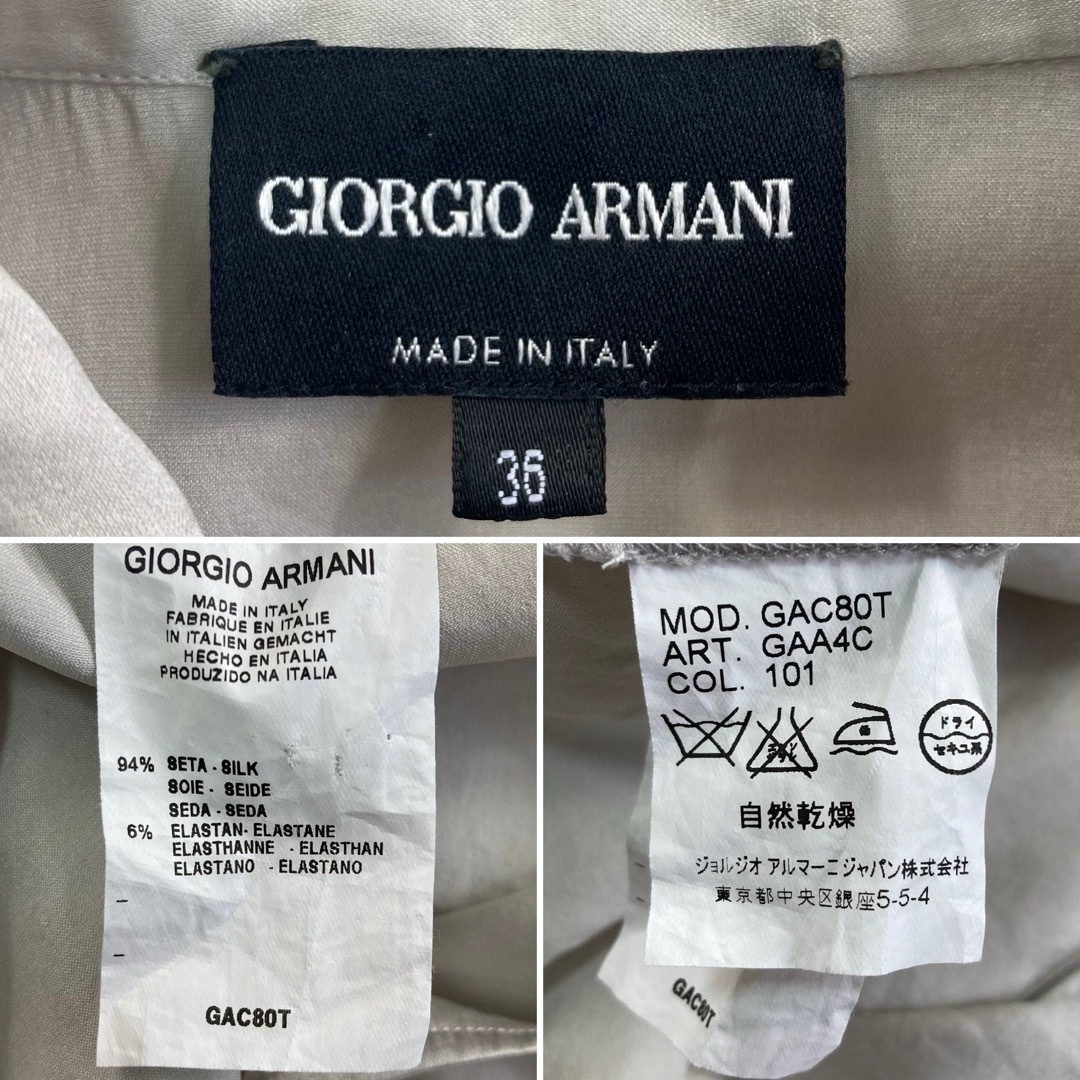 GIORGIO ARMANI
MADE IN ITALY
36
GIORGIO ARMANI
MADE IN ITALY
FABRIQUE EN ITALIE
IN ITALIEN GEMACHT
HECHO EN ITALIA
PRODUZIDO NA ITALIA
94% SETA - SILK
SOIE - SEIDE
SEDA - SEDA
6% ELASTAN- ELASTANE
ELASTHANNE - ELASTHAN
ELASTANO - ELASTANO
GAC80T
MOD. GAC80T
ART. GAA4C
COL. 101
ドライ
セキユ系
自然乾燥
ジョルジオ アルマーニジャパン株式会社
東京都中央区銀座5-5-4
GAC80T